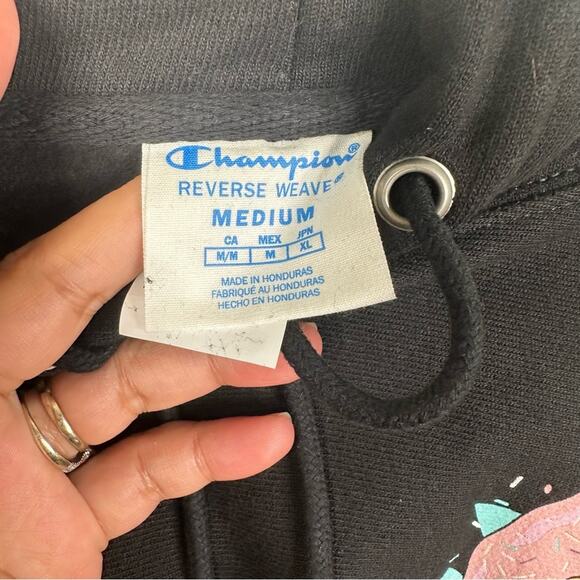 Champion®
REVERSE WEAVE®
MEDIUM
CA MEX JPN
M/M M XL
MADE IN HONDURAS
FABRIQUÉ AU HONDURAS
HECHO EN HONDURAS